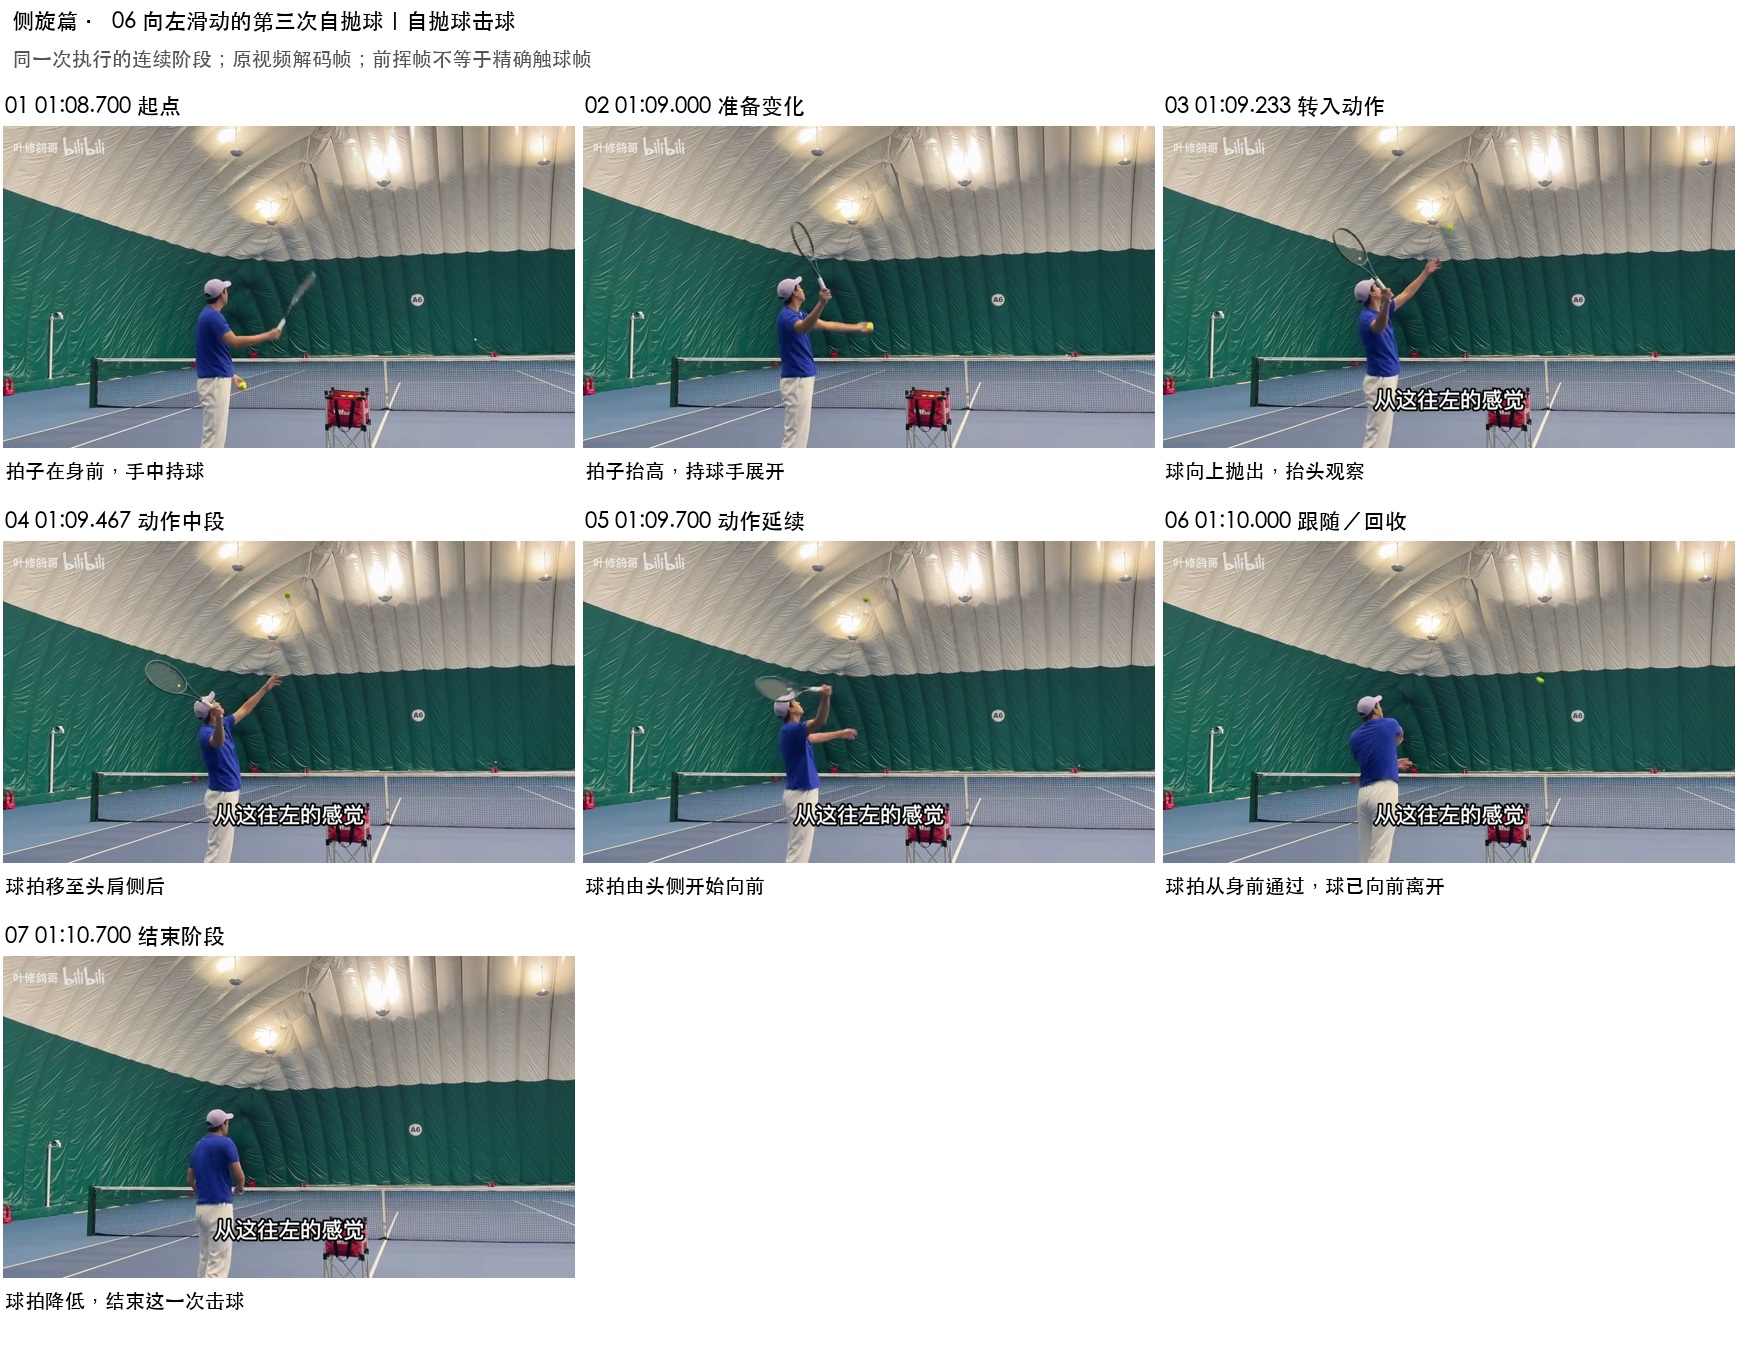 侧旋篇· 06 向左滑动的第三次自抛球｜自抛球击球
同一次执行的连续阶段；原视频解码帧；前挥帧不等于精确触球帧
01 01:08.700 起点
02 01:09.000 准备变化
03 01:09.233 转入动作
叶修鸽哥 bilibili
A6
叶修鸽哥 bilibili
A6
叶修鸽哥 bilibili
A6
从这往左的感觉
拍子在身前，手中持球
拍子抬高，持球手展开
球向上抛出，抬头观察
04 01:09.467 动作中段
05 01:09.700 动作延续
06 01:10.000 跟随／回收
叶修鸽哥 bilibili
A6
从这往左的感觉
叶修鸽哥 bilibili
A6
从这往左的感觉
叶修鸽哥 bilibili
A6
从这往左的感觉
球拍移至头肩侧后
球拍由头侧开始向前
球拍从身前通过，球已向前离开
07 01:10.700 结束阶段
叶修鸽哥 bilibili
A6
从这往左的感觉
球拍降低，结束这一次击球